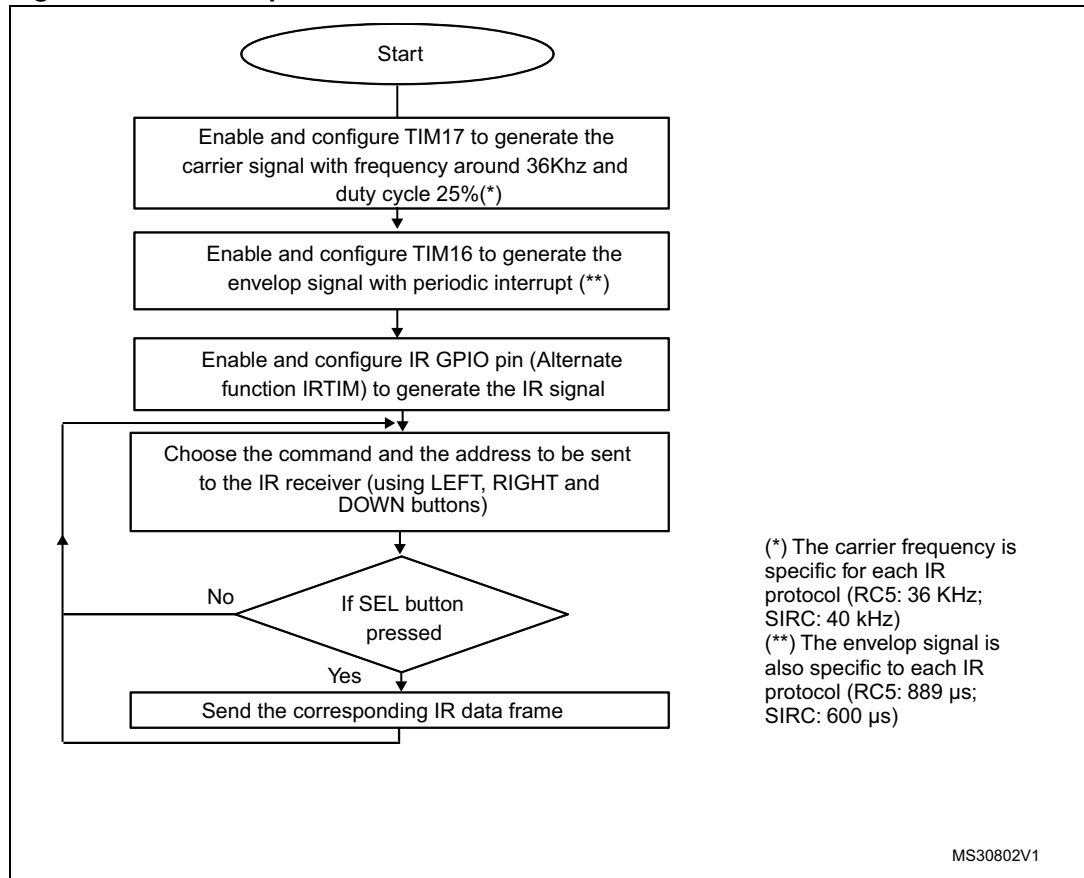 Start
Enable and configure TIM17 to generate the
carrier signal with frequency around 36Khz and
duty cycle 25%(*)
Enable and configure TIM16 to generate the
envelop signal with periodic interrupt (**)
Enable and configure IR GPIO pin (Alternate
function IRTIM) to generate the IR signal
Choose the command and the address to be sent
to the IR receiver (using LEFT, RIGHT and
DOWN buttons)
No
If SEL button
pressed
Yes
Send the corresponding IR data frame
(*) The carrier frequency is
specific for each IR
protocol (RC5: 36 KHz;
SIRC: 40 kHz)
(**) The envelop signal is
also specific to each IR
protocol (RC5: 889 µs;
SIRC: 600 µs)
MS30802V1